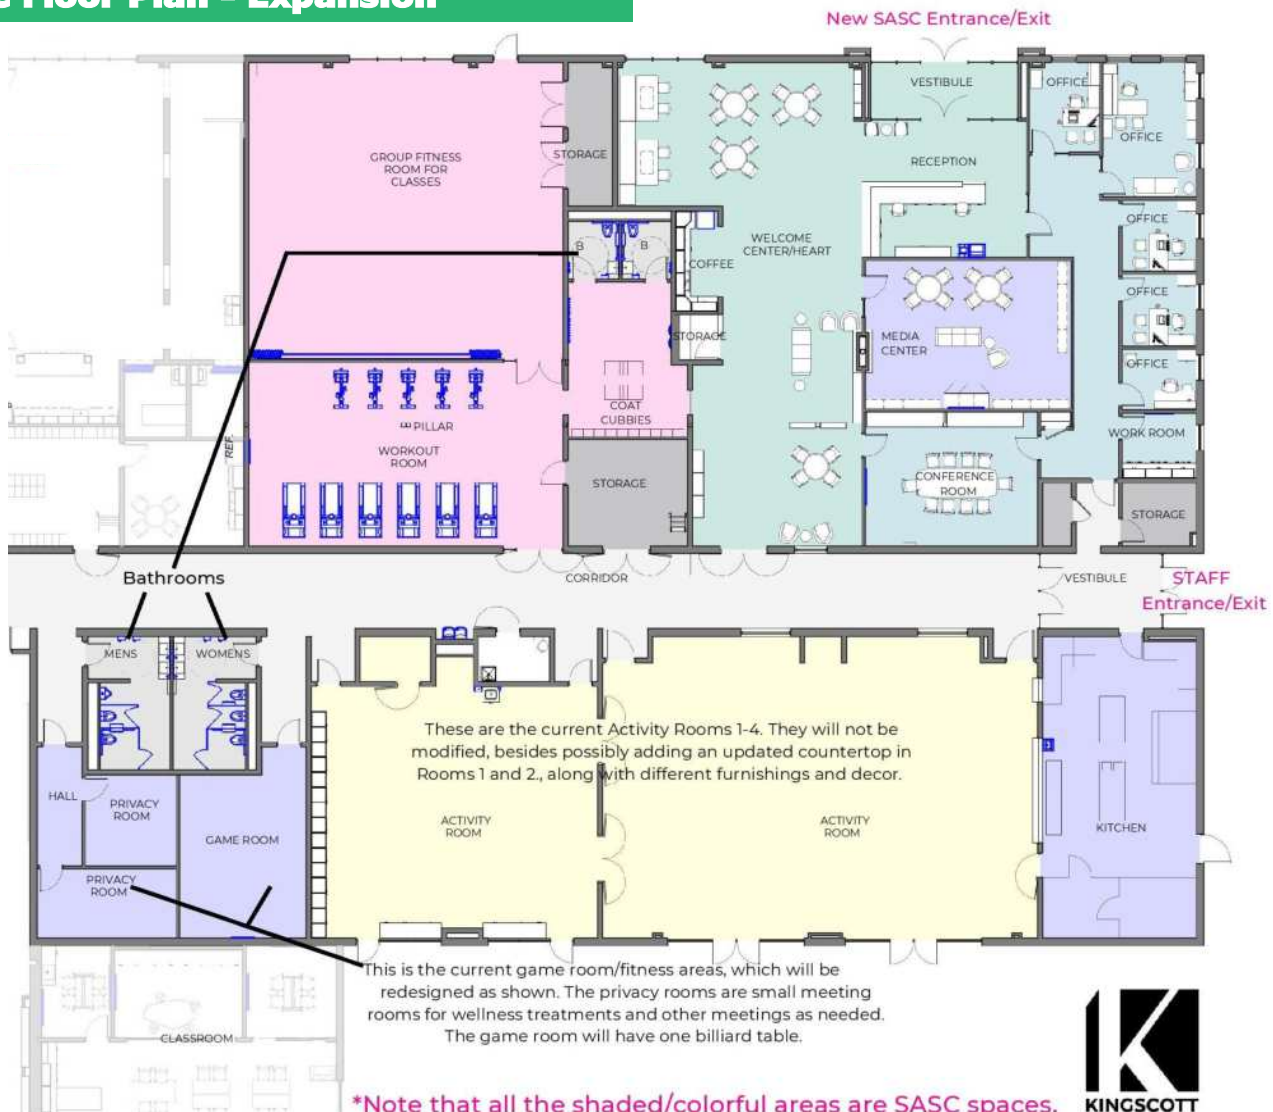 Floor Plan - Expansion
New SASC Entrance/Exit
VESTIBULE
OFFICE
OFFICE
GROUP FITNESS
ROOM FOR
CLASSES
STORAGE
RECEPTION
OFFICE
B
B
WELCOME
CENTER/HEART
COFFEE
OFFICE
STORAGE
MEDIA
CENTER
OFFICE
COAT
CUBBIES
PILLAR
WORK ROOM
REF.
WORKOUT
ROOM
STORAGE
CONFERENCE
ROOM
STORAGE
Bathrooms
CORRIDOR
VESTIBULE
STAFF
Entrance/Exit
MENS
WOMENS
These are the current Activity Rooms 1-4. They will not be
modified, besides possibly adding an updated countertop in
Rooms 1 and 2., along with different furnishings and decor.
HALL
PRIVACY
ROOM
GAME ROOM
ACTIVITY
ROOM
ACTIVITY
ROOM
KITCHEN
PRIVACY
ROOM
This is the current game room/fitness areas, which will be
redesigned as shown. The privacy rooms are small meeting
rooms for wellness treatments and other meetings as needed.
The game room will have one billiard table.
CLASSROOM
*Note that all the shaded/colorful areas are SASC spaces.
K
KINGSCOTT